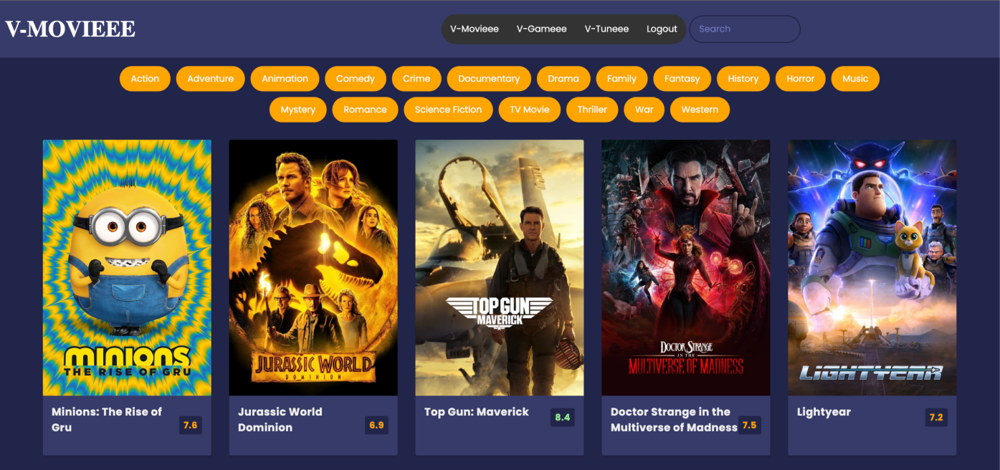 V-MOVIEEE
V-Movieee V-Gameee V-Tuneee Logout Search
Action Adventure Animation Comedy Crime Documentary Drama Family Fantasy History Horror Music
Mystery Romance Science Fiction TV Movie Thriller War Western
MINIONS
THE RISE OF GRU
JURASSIC WORLD
DOMINION
TOP GUN
MAVERICK
DOCTOR STRANGE
IN THE
MULTIVERSE OF MADNESS
LIGHTYEAR
Minions: The Rise of
Gru
7.6
Jurassic World
Dominion
6.9
Top Gun: Maverick
8.4
Doctor Strange in the
Multiverse of Madness
7.5
Lightyear
7.2